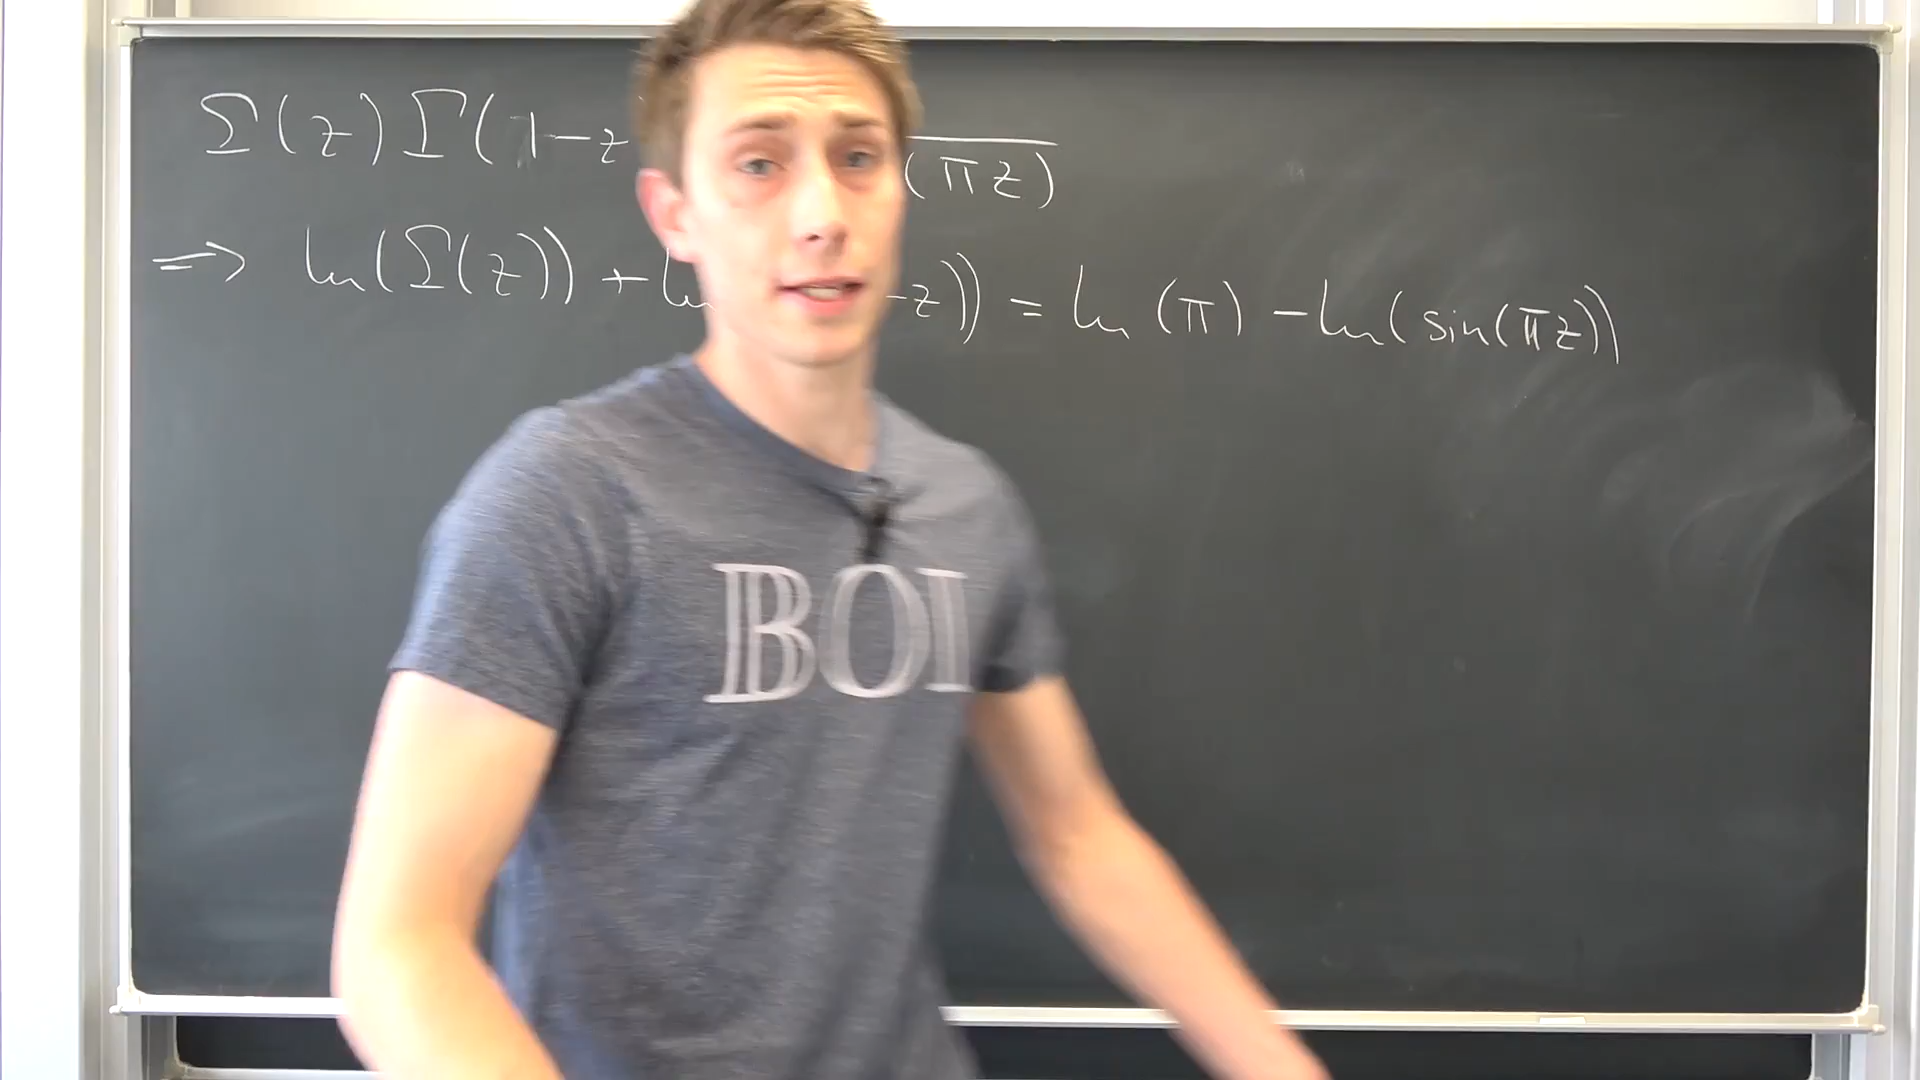 Γ(z) Γ(1-z (πz)
=> ln(Γ(z)) + ln -z)) = ln(π) - ln(sin(πz))
BOI